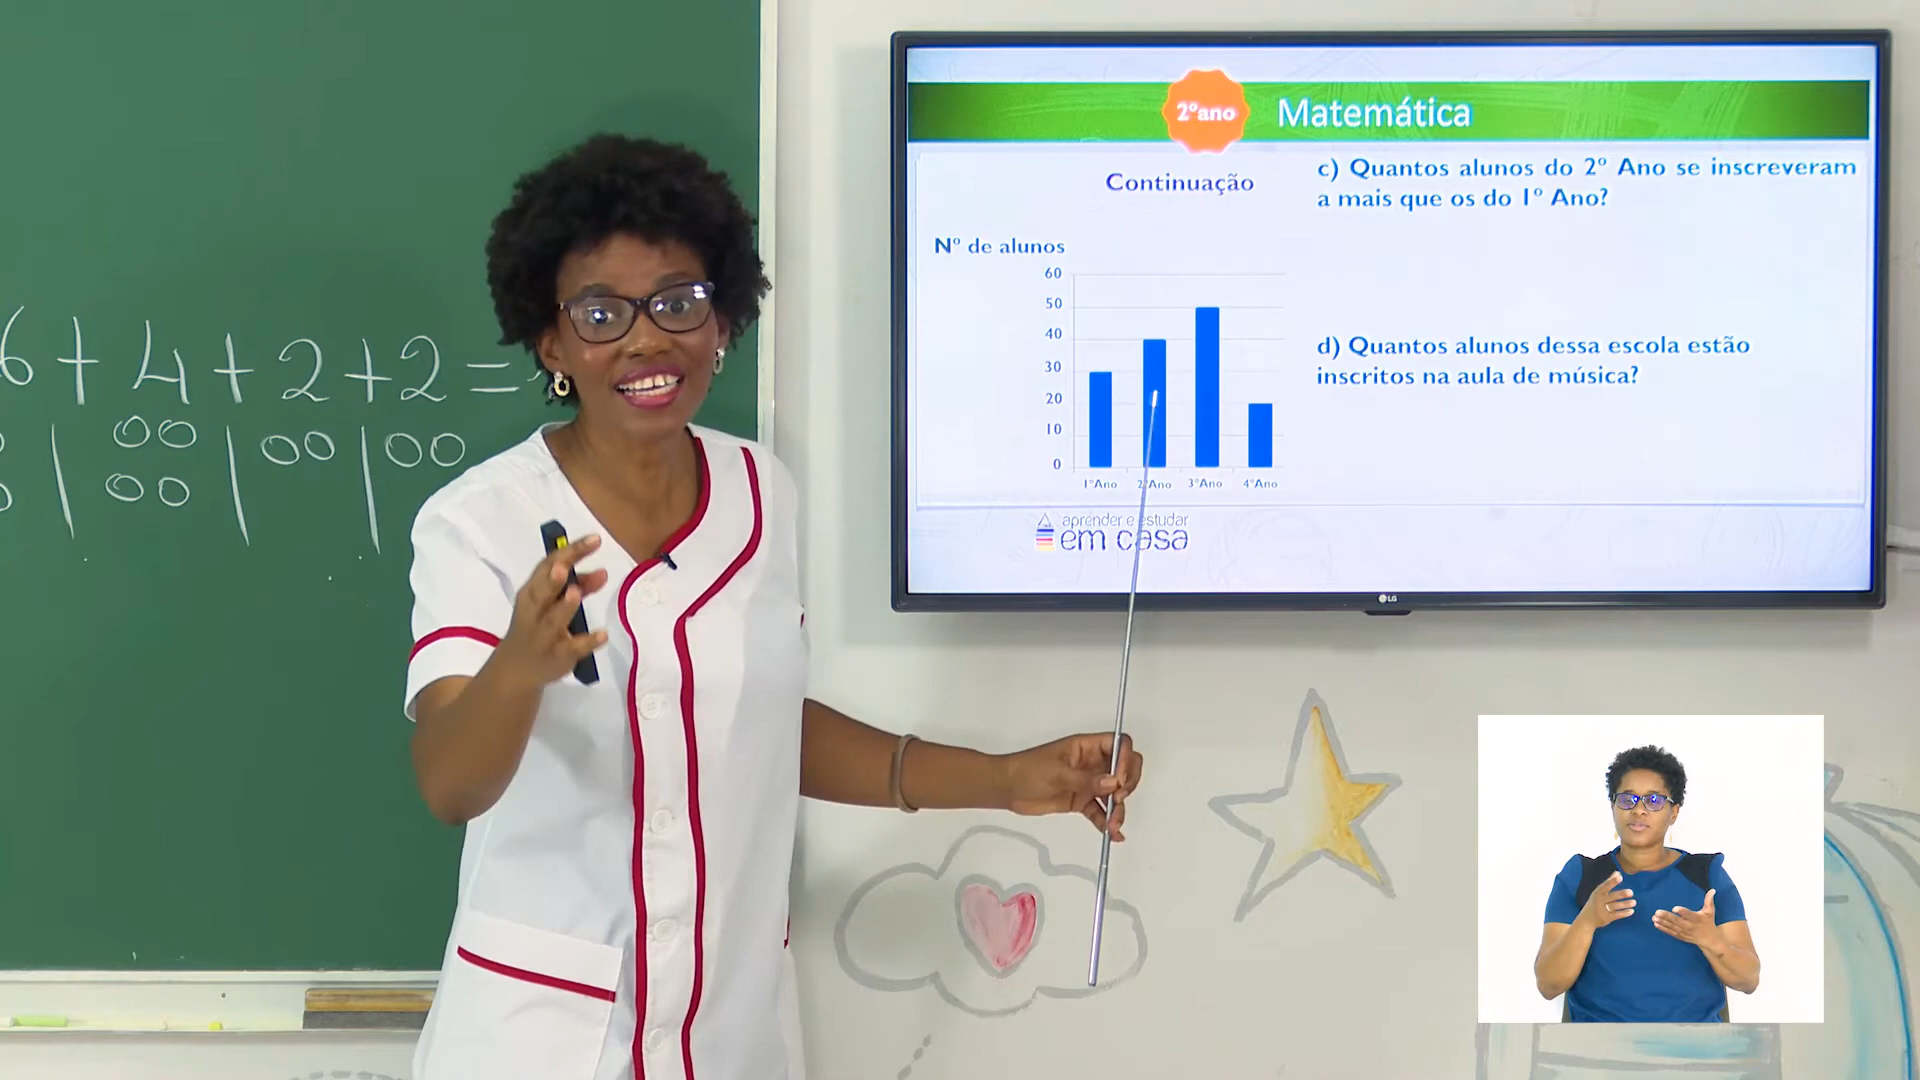 6 + 4 + 2 + 2 =
2ºano
Matemática
Continuação
c) Quantos alunos do 2º Ano se inscreveram
a mais que os do 1º Ano?
Nº de alunos
60
50
40
30
20
10
0
1ºAno 2ºAno 3ºAno 4ºAno
d) Quantos alunos dessa escola estão
inscritos na aula de música?
aprender e estudar
em casa
LG